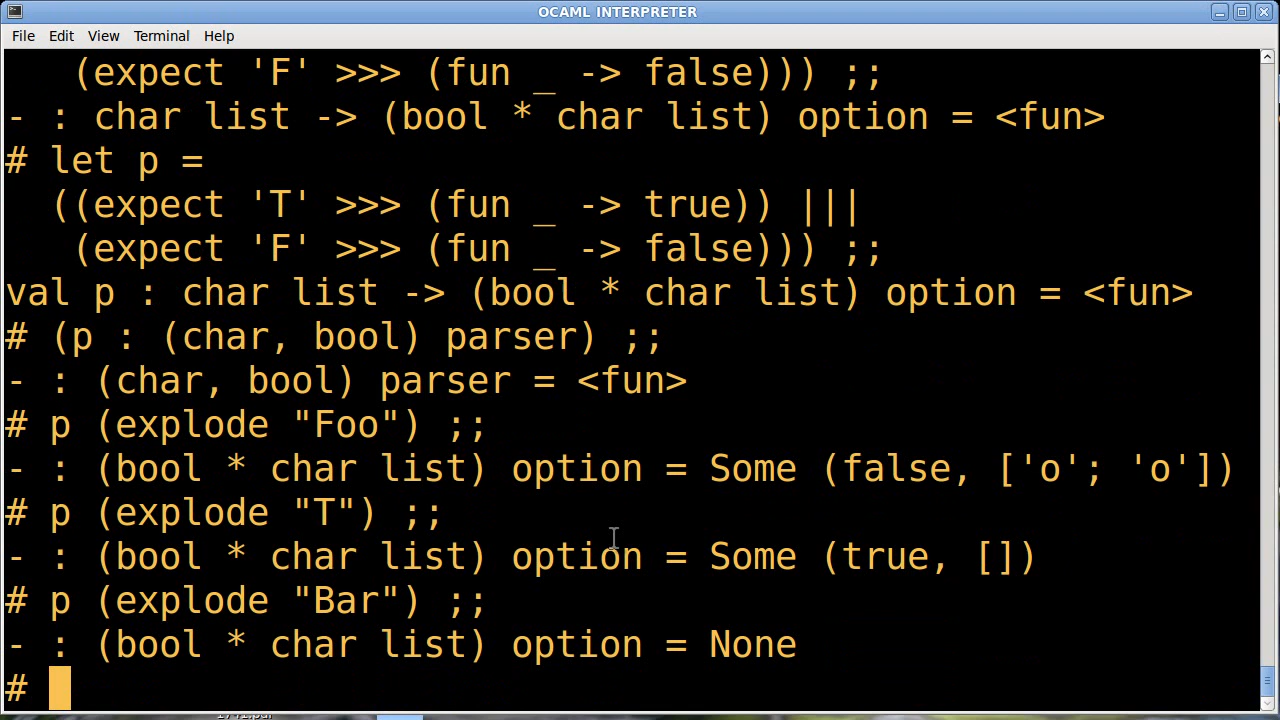 OCAML INTERPRETER
File Edit View Terminal Help
(expect 'F' >>> (fun _ -> false))) ;;
- : char list -> (bool * char list) option = <fun>
# let p =
((expect 'T' >>> (fun _ -> true)) |||
(expect 'F' >>> (fun _ -> false))) ;;
val p : char list -> (bool * char list) option = <fun>
# (p : (char, bool) parser) ;;
- : (char, bool) parser = <fun>
# p (explode "Foo") ;;
- : (bool * char list) option = Some (false, ['o'; 'o'])
# p (explode "T") ;;
- : (bool * char list) option = Some (true, [])
# p (explode "Bar") ;;
- : (bool * char list) option = None
#